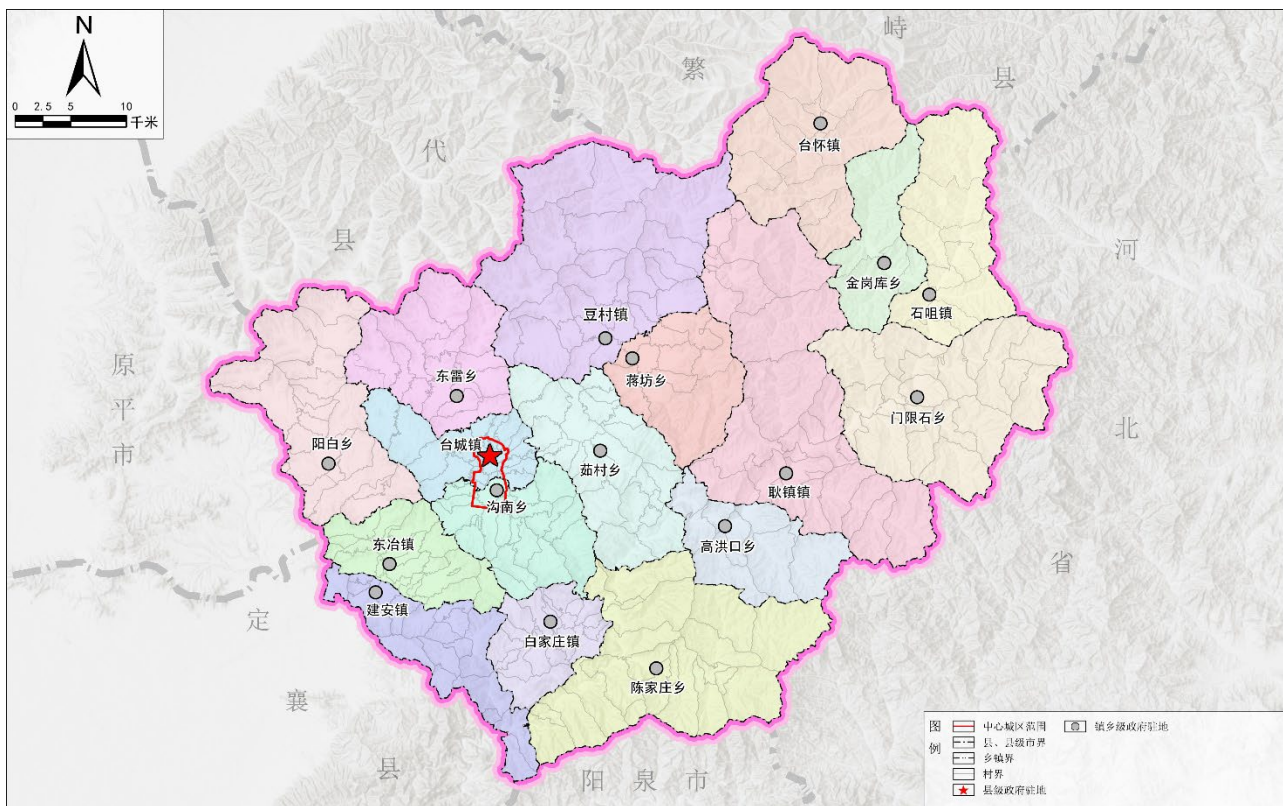 N
0 2.5 5 10
千米
繁
峙
县
代
县
原
平
市
定
襄
县
阳 泉 市
河
北
省
台怀镇
金岗库乡
石咀镇
豆村镇
蒋坊乡
门限石乡
东雷乡
台城镇
阳白乡
茹村乡
耿镇镇
沟南乡
高洪口乡
东冶镇
建安镇
白家庄镇
陈家庄乡
图
例
中心城区范围
镇乡级政府驻地
县、县级市界
乡镇界
村界
县级政府驻地